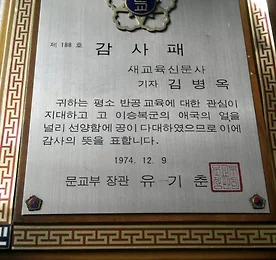 제 188 호
감사패
새교육신문사
기자 김병옥
귀하는 평소 반공교육에 대한 관심이
지대하고 고 이승복군의 애국의 얼을
널리 선양함에 공이 다대하였으므로 이에
감사의 뜻을 표합니다.
1974. 12. 9
문교부 장관 유기춘